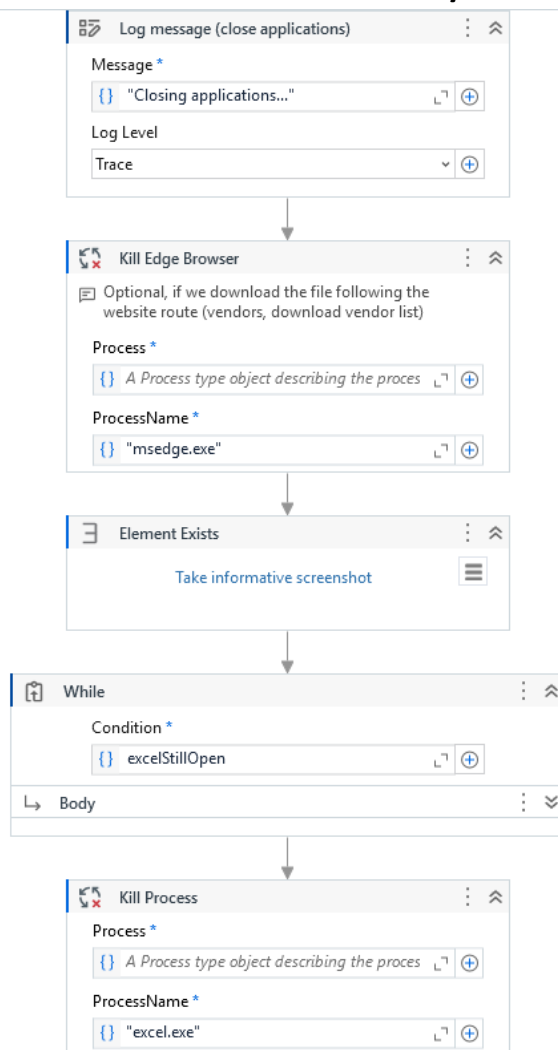 Log message (close applications)
Message *
{} "Closing applications..."
Log Level
Trace
Kill Edge Browser
Optional, if we download the file following the
website route (vendors, download vendor list)
Process *
{} A Process type object describing the proces
ProcessName *
{} "msedge.exe"
Element Exists
Take informative screenshot
While
Condition *
{} excelStillOpen
Body
Kill Process
Process *
{} A Process type object describing the proces
ProcessName *
{} "excel.exe"